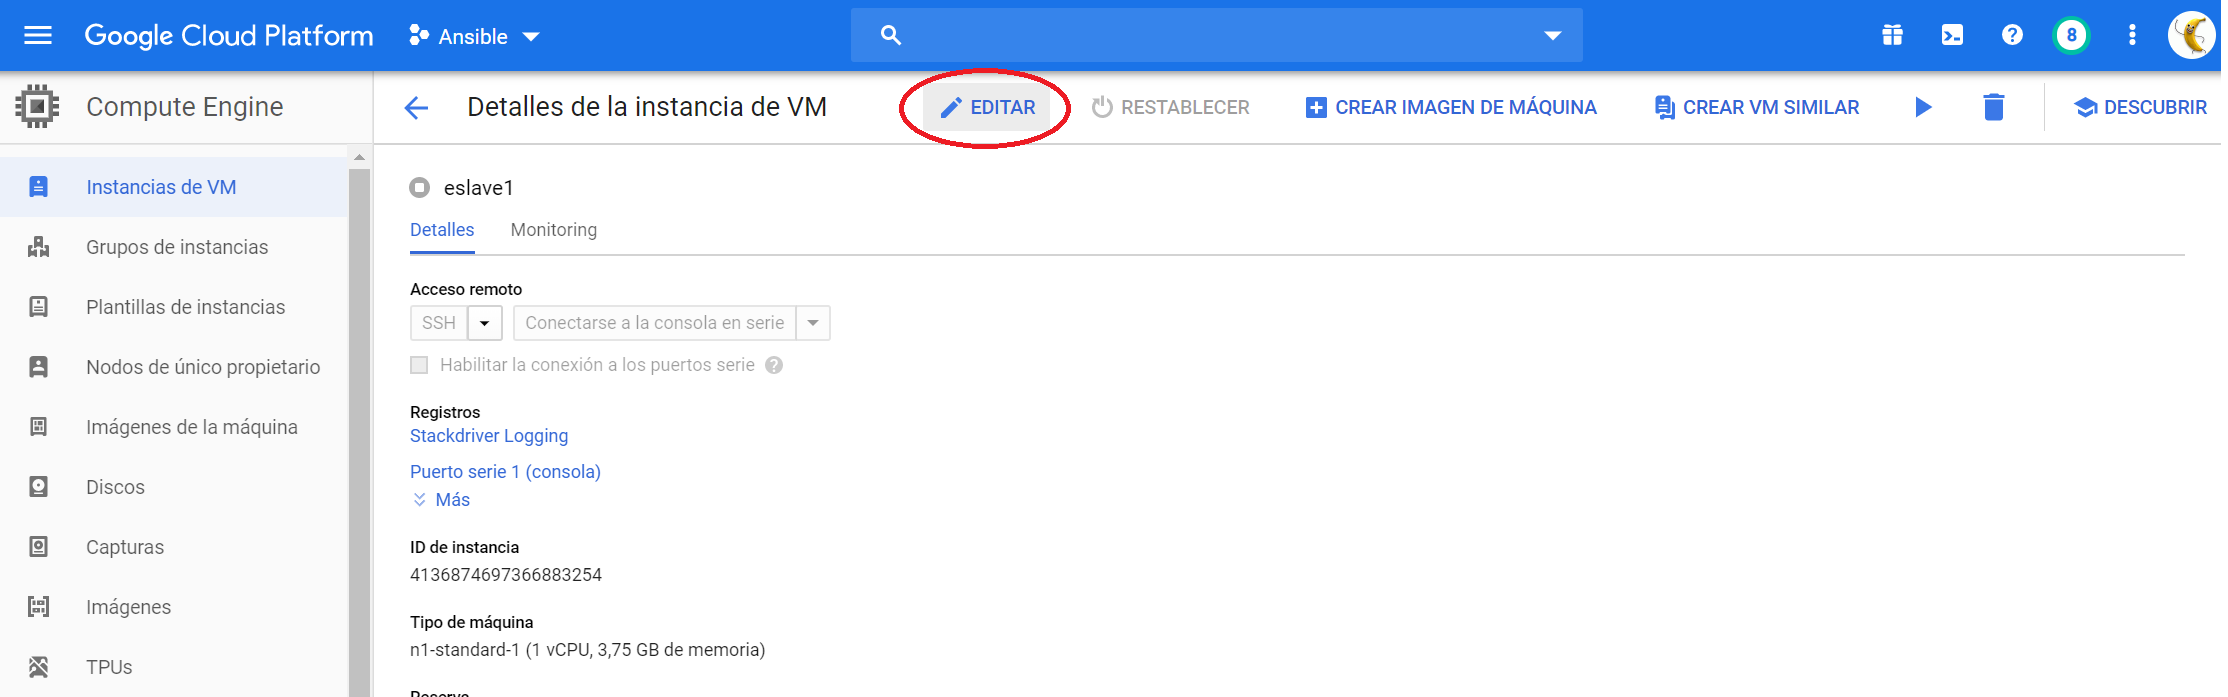 Google Cloud Platform
Ansible
8
Compute Engine
Detalles de la instancia de VM
EDITAR
RESTABLECER
CREAR IMAGEN DE MÁQUINA
CREAR VM SIMILAR
DESCUBRIR
Instancias de VM
Grupos de instancias
Plantillas de instancias
Nodos de único propietario
Imágenes de la máquina
Discos
Capturas
Imágenes
TPUs
eslave1
Detalles
Monitoring
Acceso remoto
SSH
Conectarse a la consola en serie
Habilitar la conexión a los puertos serie
Registros
Stackdriver Logging
Puerto serie 1 (consola)
Más
ID de instancia
4136874697366883254
Tipo de máquina
n1-standard-1 (1 vCPU, 3,75 GB de memoria)
Reserva